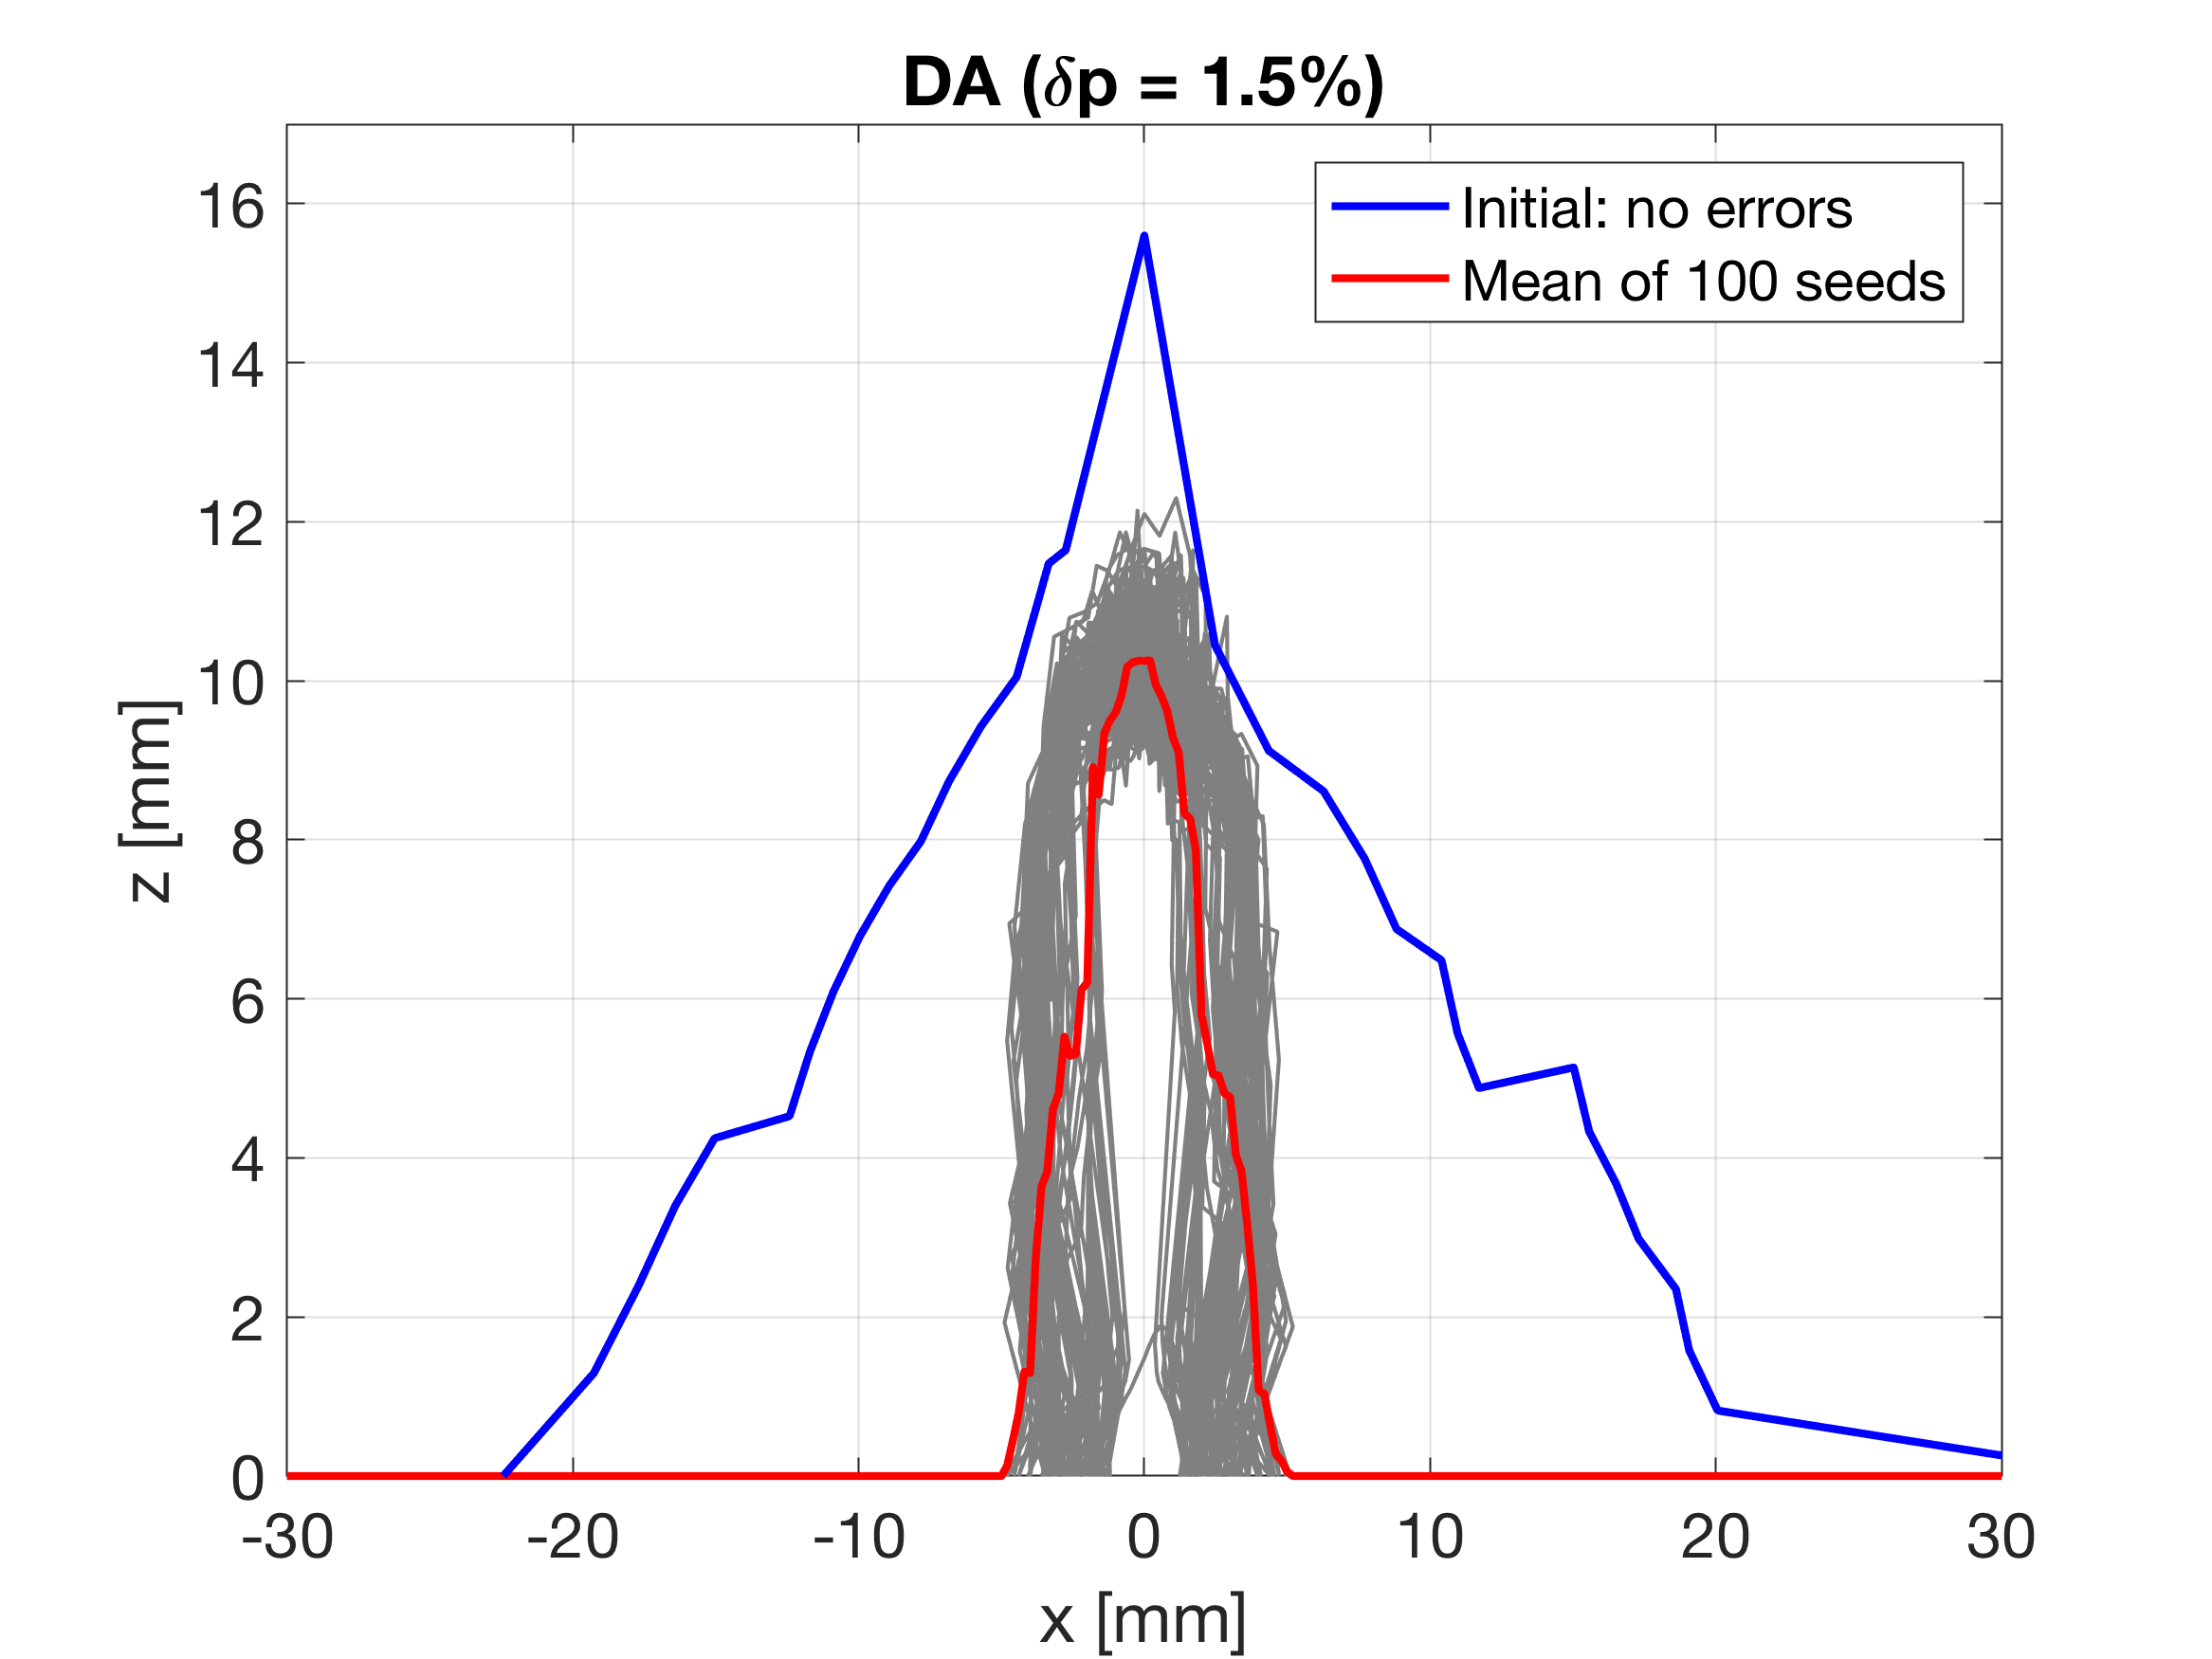 DA (δp = 1.5%)
Initial: no errors
Mean of 100 seeds
16
14
12
10
8
6
4
2
0
z [mm]
-30 -20 -10 0 10 20 30
x [mm]